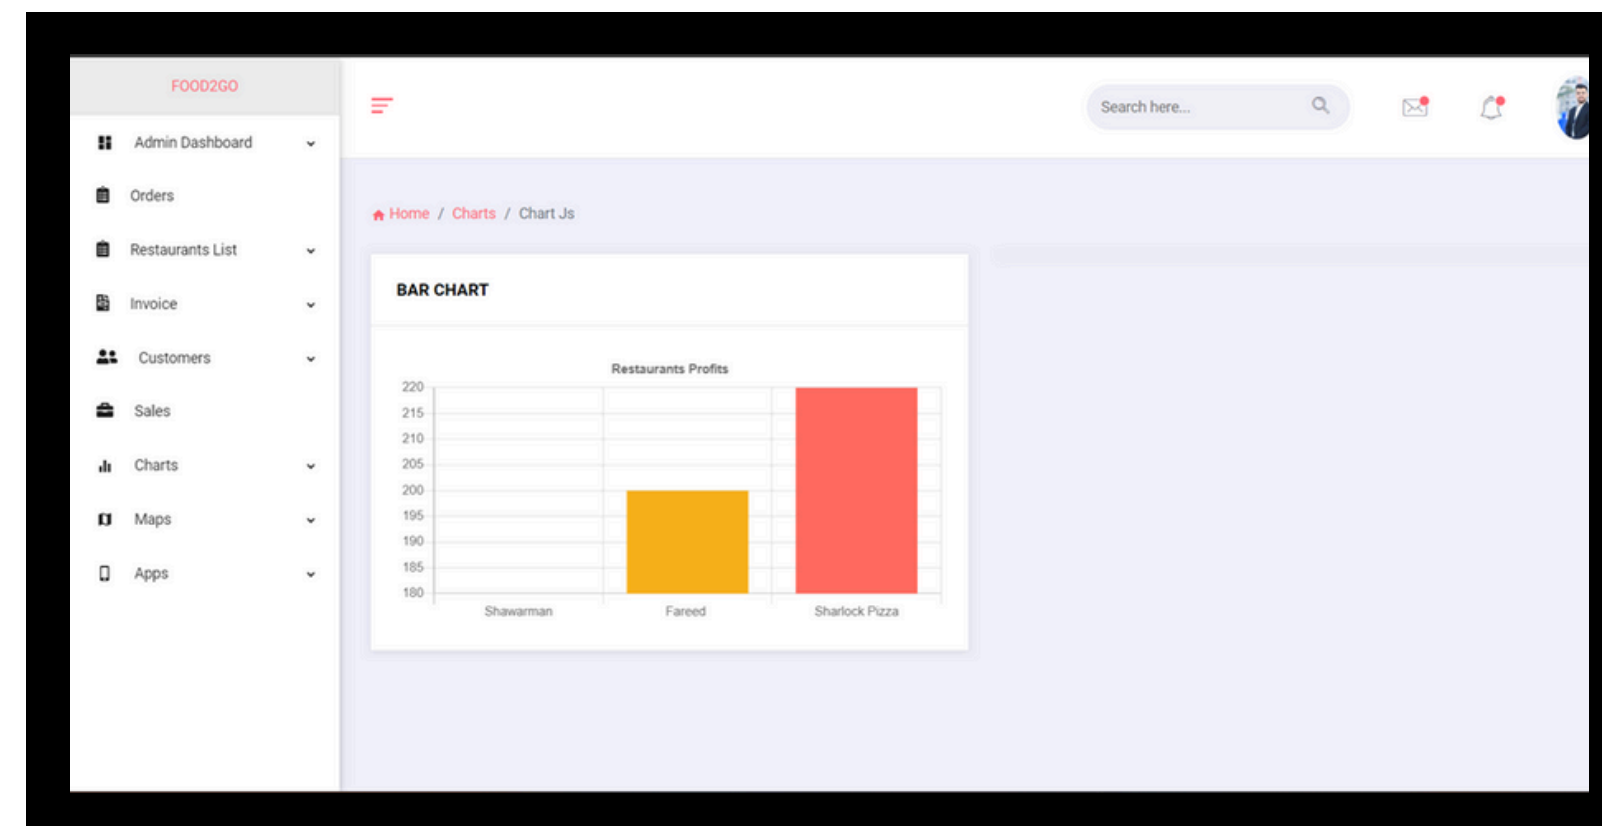 FOOD2GO
Admin Dashboard
Orders
Restaurants List
Invoice
Customers
Sales
Charts
Maps
Apps
Search here...
Home / Charts / Chart Js
BAR CHART
Restaurants Profits
220
215
210
205
200
195
190
185
180
Shawarman Fareed Sharlock Pizza